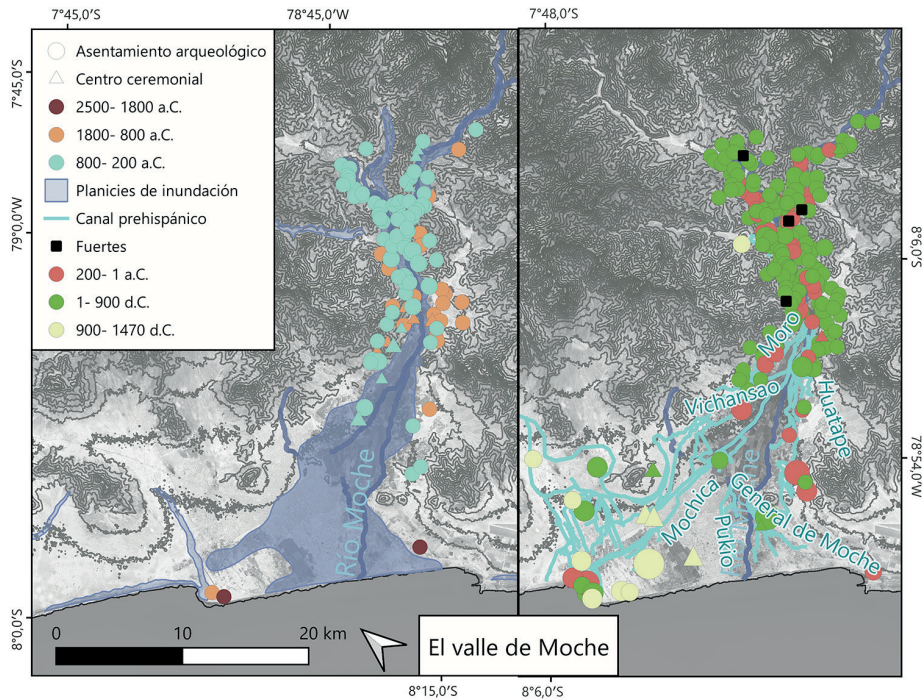 7°45,0'S
78°45,0'W
7°48,0'S
7°45,0'S
79°0,0'W
8°0,0'S
Asentamiento arqueológico
Centro ceremonial
2500- 1800 a.C.
1800- 800 a.C.
800- 200 a.C.
Planicies de inundación
Canal prehispánico
Fuertes
200- 1 a.C.
1- 900 d.C.
900- 1470 d.C.
Río Moche
0
10
20 km
El valle de Moche
8°15,0'S
8°6,0'S
8°6,0'S
78°54,0'W
Moro
Vichansao
Huatape
Mochica
he
General de Moche
Pukio